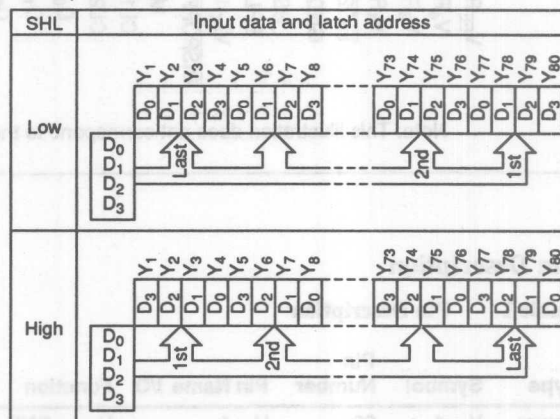 SHL Input data and latch address
Low
Y1 Y2 Y3 Y4 Y5 Y6 Y7 Y8 Y73 Y74 Y75 Y76 Y77 Y78 Y79 Y80
D0 D1 D2 D3 D0 D1 D2 D3 D0 D1 D2 D3 D0 D1 D2
Last 2nd 1st
D0
D1
D2
D3
High
Y1 Y2 Y3 Y4 Y5 Y6 Y7 Y8 Y73 Y74 Y75 Y76 Y77 Y78 Y79 Y80
D3 D2 D1 D0 D3 D2 D1 D0 D3 D2 D1 D0 D3 D2 D1
1st 2nd Last
D0
D1
D2
D3